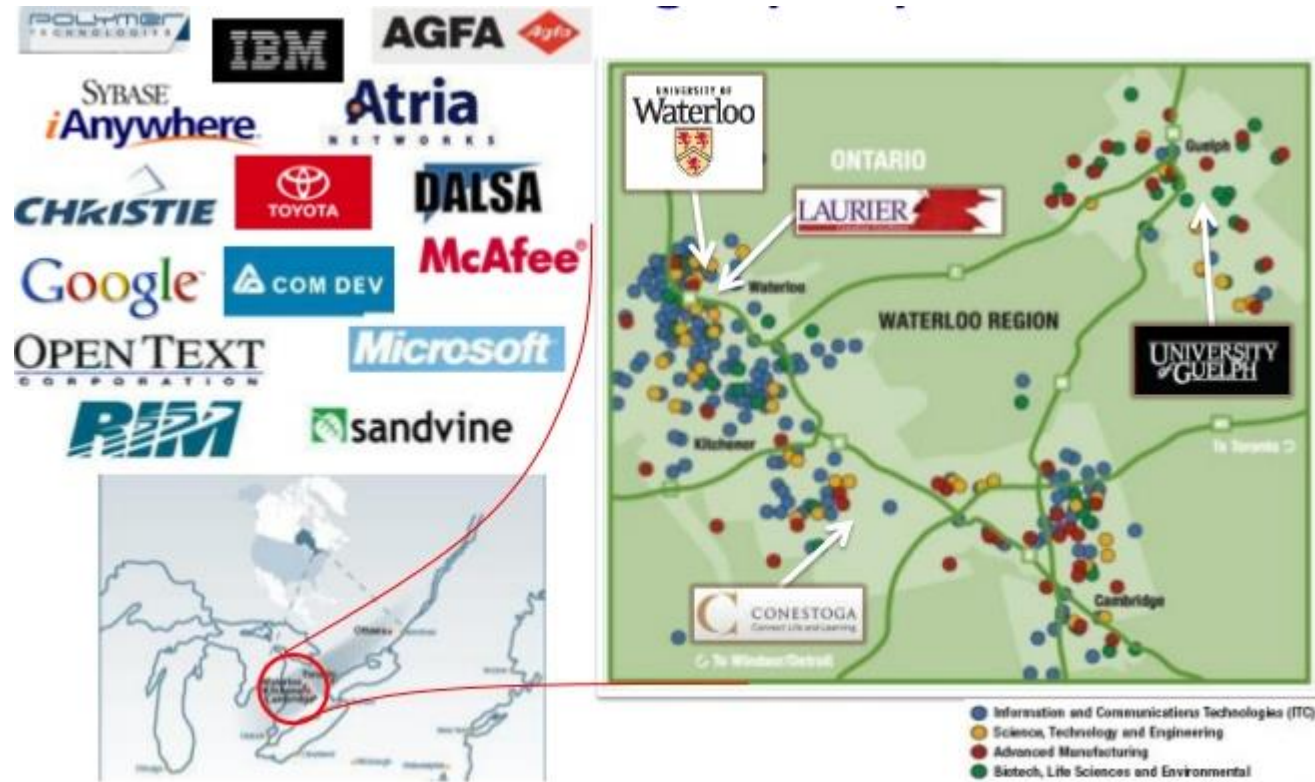 POLYMER
TECHNOLOGIES
IBM
AGFA
Agfa
SYBASE
iAnywhere
Atria
NETWORKS
CHRISTIE
TOYOTA
DALSA
Google
COM DEV
McAfee
OPEN TEXT
CORPORATION
Microsoft
RIM
sandvine
UNIVERSITY OF
Waterloo
ONTARIO
LAURIER
Guelph
Waterloo
WATERLOO REGION
UNIVERSITY
of GUELPH
Kitchener
To Toronto
CONESTOGA
Connect Life and Learning
Cambridge
To Windsor/Detroit
Ottawa
Cambridge
Chicago
Cleveland
Information and Communications Technologies (ITC)
Science, Technology and Engineering
Advanced Manufacturing
Biotech, Life Sciences and Environmental